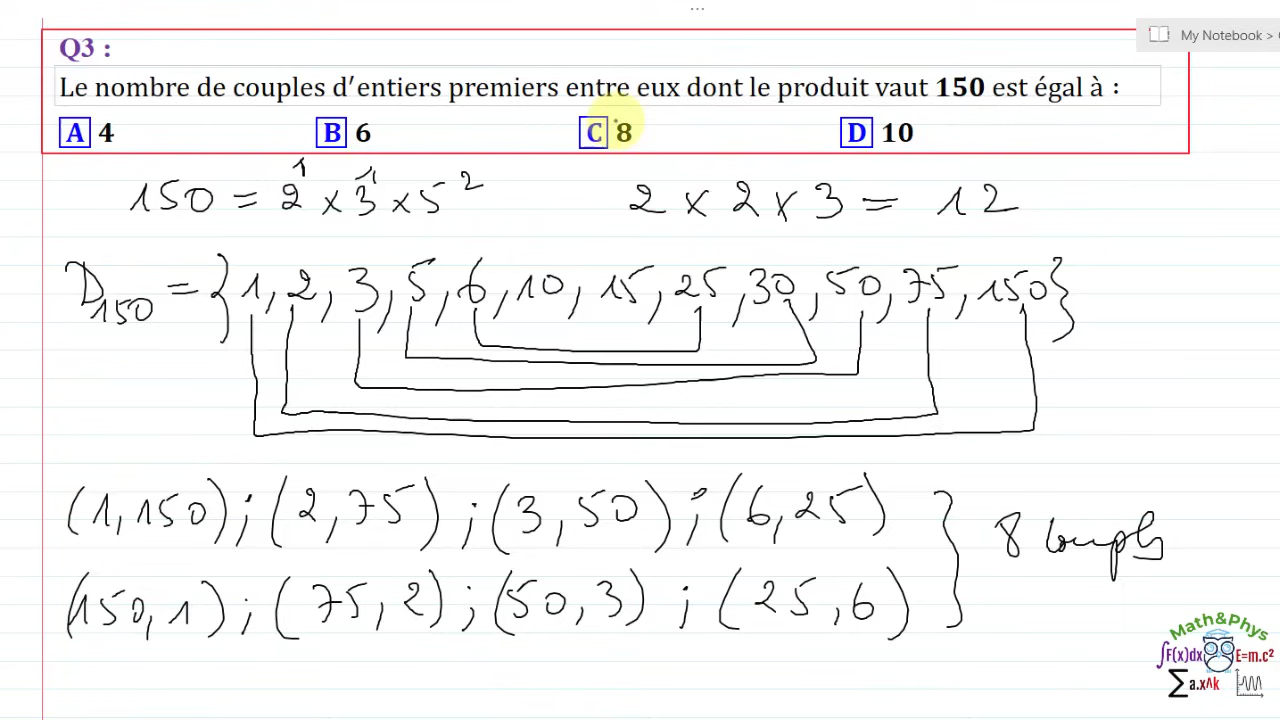 ...
My Notebook >
Q3 :
Le nombre de couples d'entiers premiers entre eux dont le produit vaut 150 est égal à :
A 4 B 6 C 8 D 10
150 = 2¹ × 3¹ × 5² 2 × 2 × 3 = 12
D₁₅₀ = {1, 2, 3, 5, 6, 10, 15, 25, 30, 50, 75, 150}
(1, 150) ; (2, 75) ; (3, 50) ; (6, 25)
8 couples
(150, 1) ; (75, 2) ; (50, 3) ; (25, 6)
Math&Phys
∫F(x)dx E=m.c²
∑ a.x^k